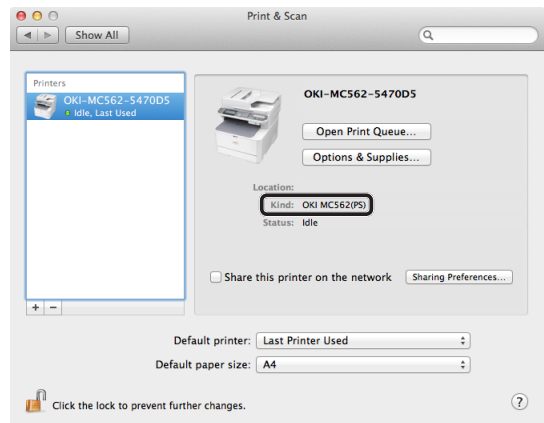 Print & Scan
Show All
Printers
OKI-MC562-5470D5
Idle, Last Used
OKI-MC562-5470D5
Open Print Queue...
Options & Supplies...
Location:
Kind: OKI MC562(PS)
Status: Idle
Share this printer on the network Sharing Preferences...
+ −
Default printer: Last Printer Used
Default paper size: A4
Click the lock to prevent further changes. ?